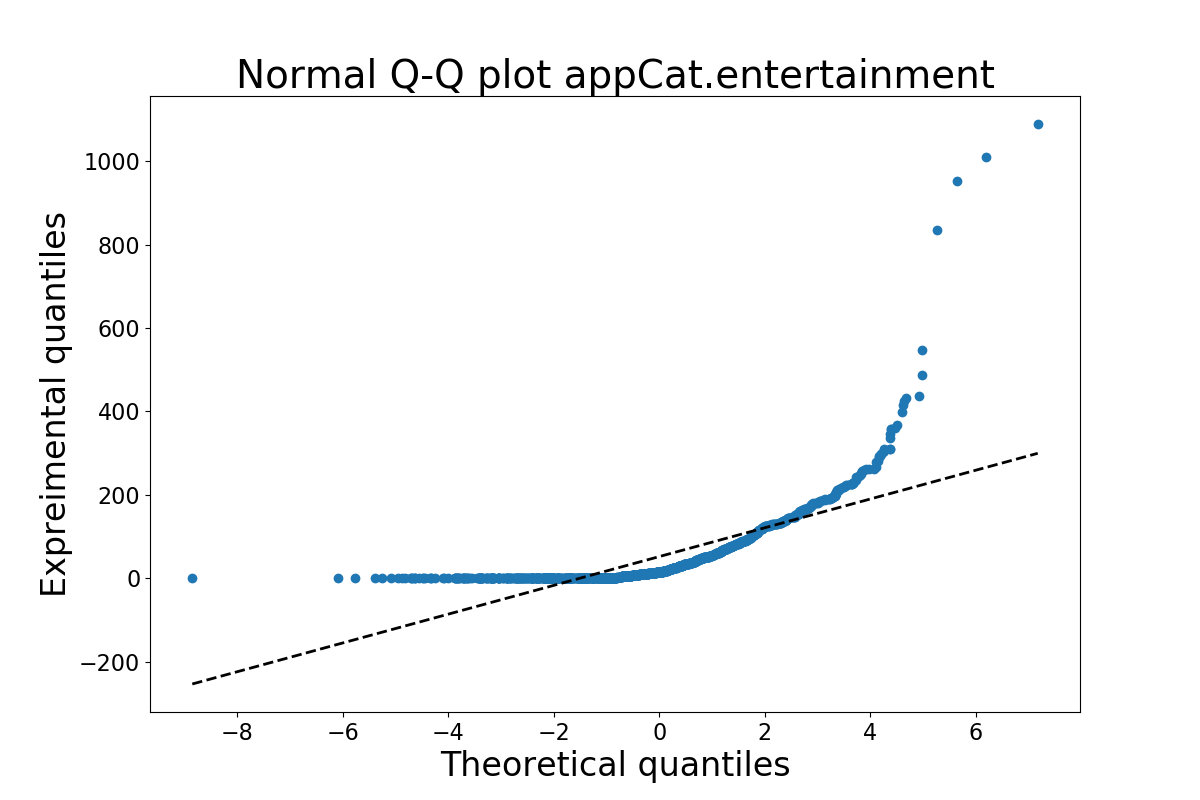 Normal Q-Q plot appCat.entertainment
Expreimental quantiles
1000
800
600
400
200
0
−200
−8 −6 −4 −2 0 2 4 6
Theoretical quantiles